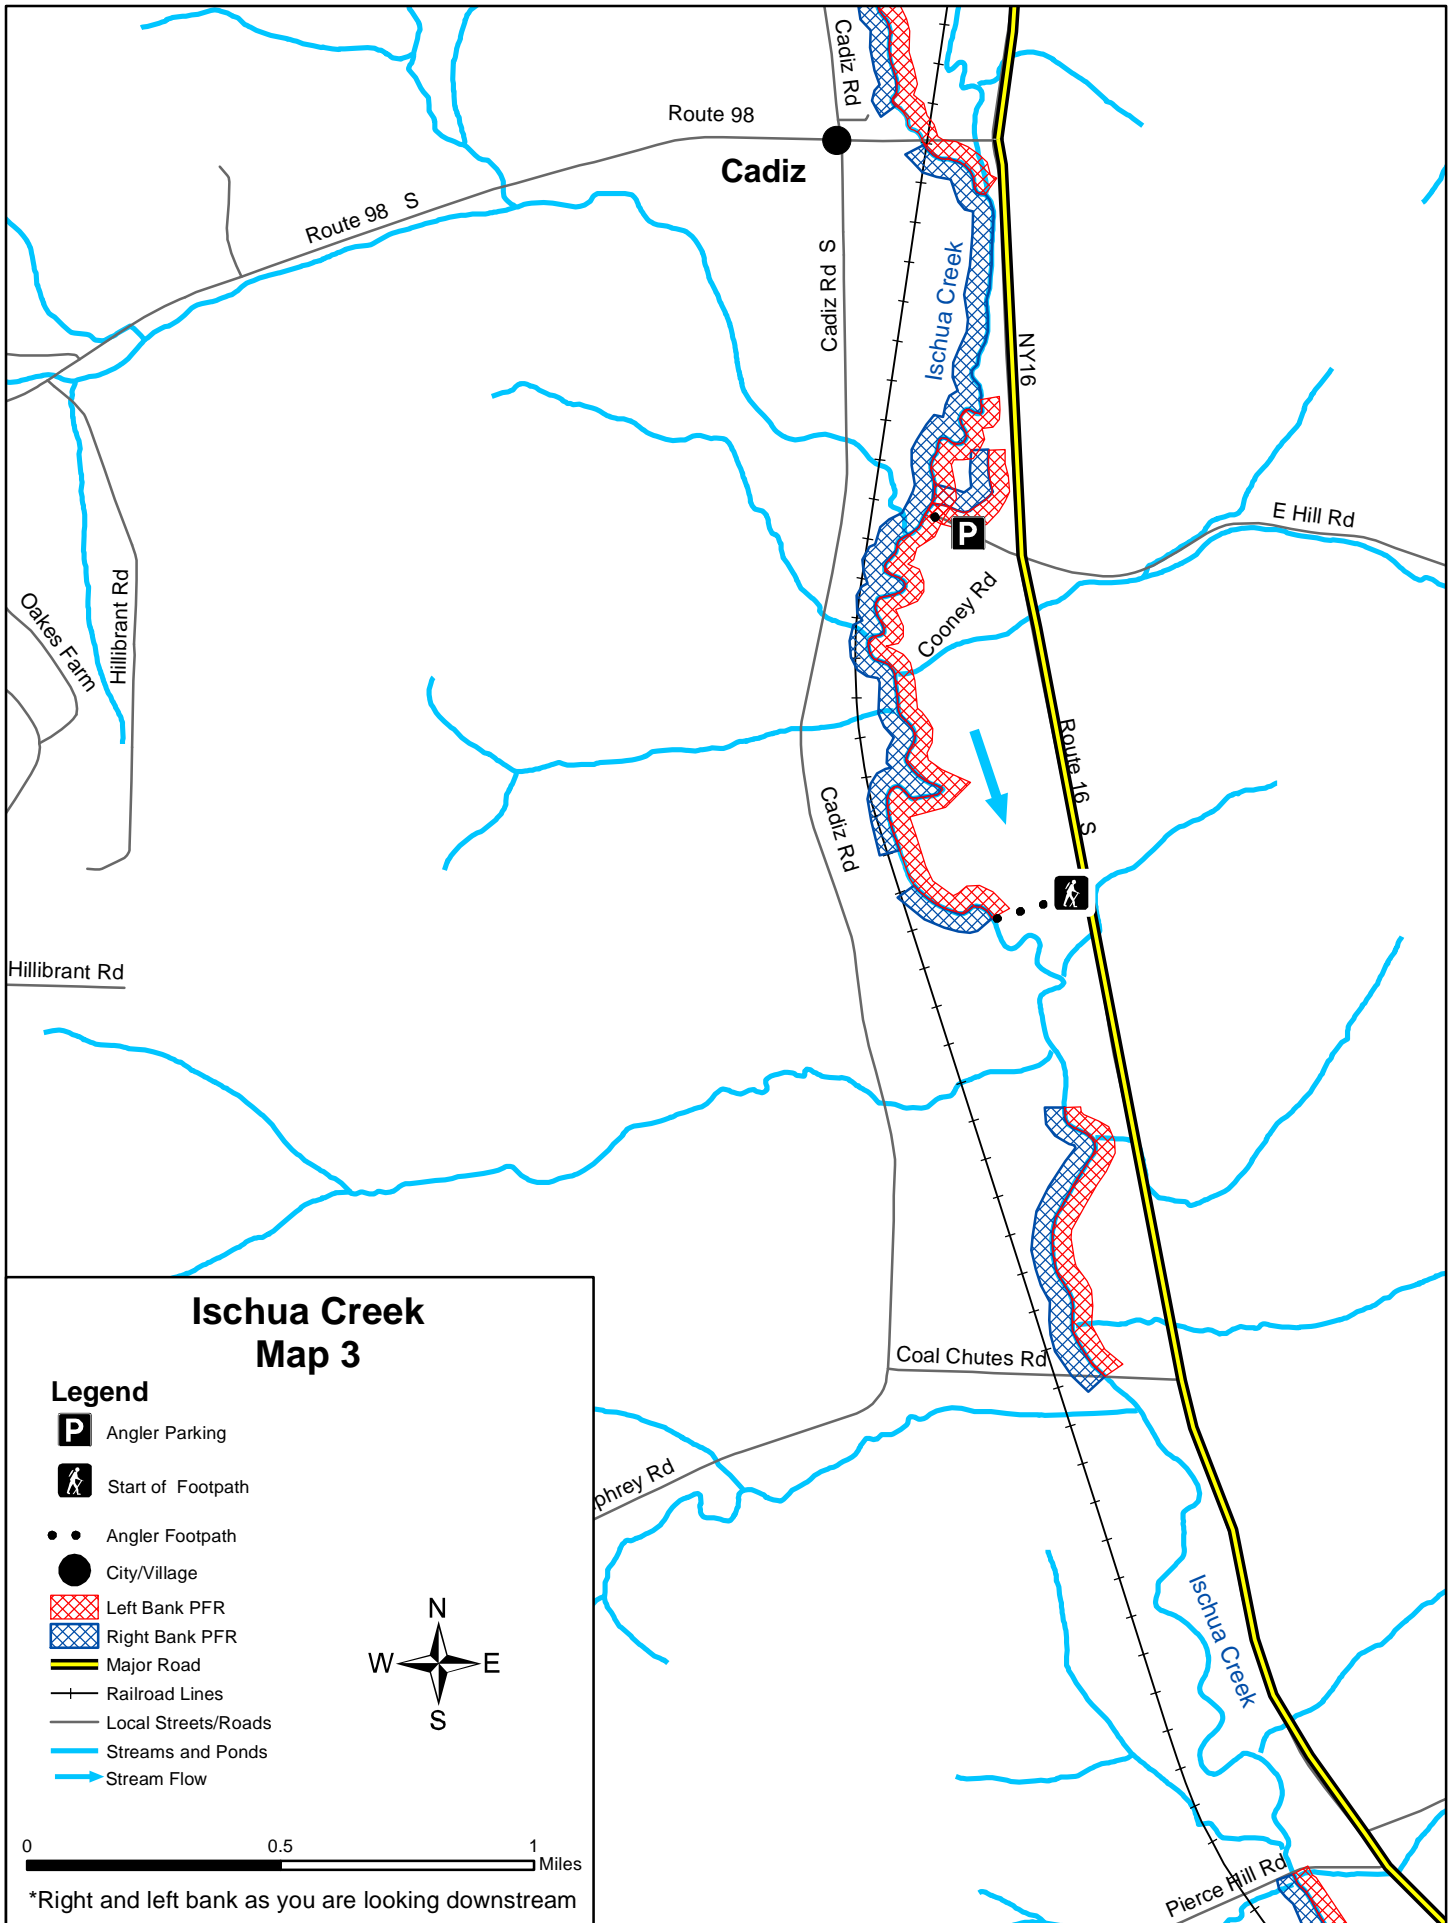 Cadiz Rd
Route 98
Cadiz
Route 98 S
Cadiz Rd S
Ischua Creek
NY16
P
E Hill Rd
Cooney Rd
Oakes Farm
Hillibrant Rd
Route 16 S
Cadiz Rd
Hillibrant Rd
Coal Chutes Rd
phrey Rd
Ischua Creek
Pierce Hill Rd
Ischua Creek
Map 3
Legend
P Angler Parking
Start of Footpath
Angler Footpath
City/Village
Left Bank PFR
Right Bank PFR
Major Road
Railroad Lines
Local Streets/Roads
Streams and Ponds
Stream Flow
N
W E
S
0 0.5 1
Miles
*Right and left bank as you are looking downstream